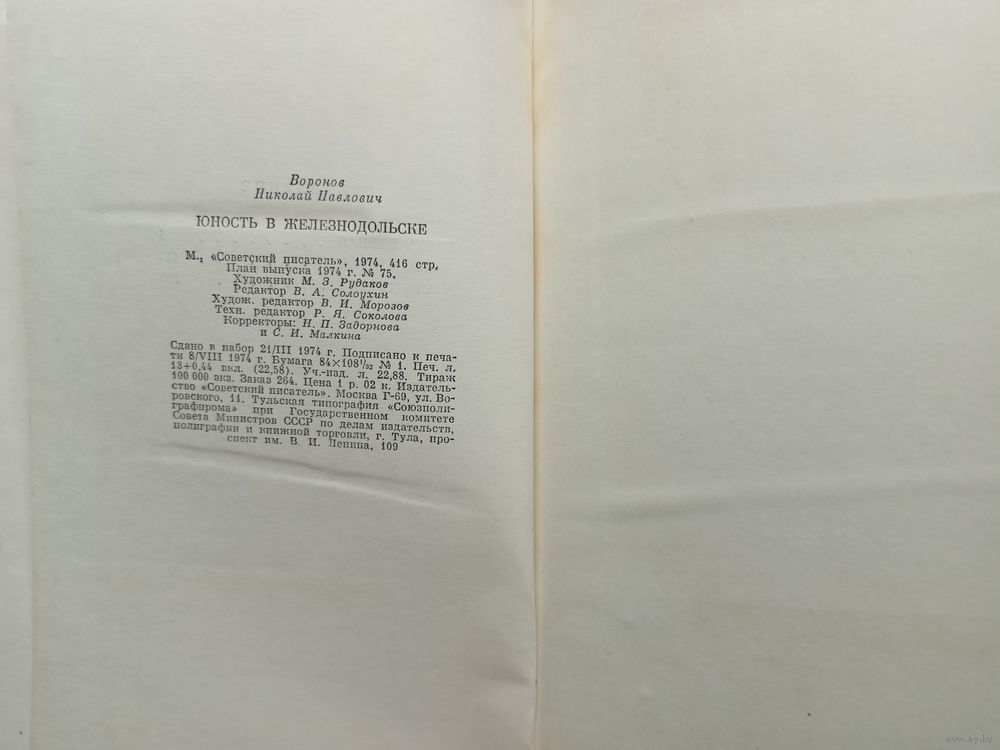 Воронов
Николай Павлович
ЮНОСТЬ В ЖЕЛЕЗНОДОЛЬСКЕ
М., «Советский писатель», 1974, 416 стр.
План выпуска 1974 г. № 75.
Художник М. З. Рудаков
Редактор В. А. Солоухин
Худож. редактор В. И. Морозов
Техн. редактор Р. Я. Соколова
Корректоры: Н. П. Задорнова
и С. И. Малкина
Сдано в набор 21/III 1974 г. Подписано к печа-
ти 8/VIII 1974 г. Бумага 84×108¹/₃₂ № 1. Печ. л.
13+0,44 вкл. (22,58). Уч.-изд. л. 22,88. Тираж
100 000 экз. Заказ 264. Цена 1 р. 02 к. Издатель-
ство «Советский писатель». Москва Г-69, ул. Во-
ровского, 11. Тульская типография «Союзполи-
графпрома» при Государственном комитете
Совета Министров СССР по делам издательств,
полиграфии и книжной торговли, г. Тула, про-
спект им. В. И. Ленина, 109
www.ay.by